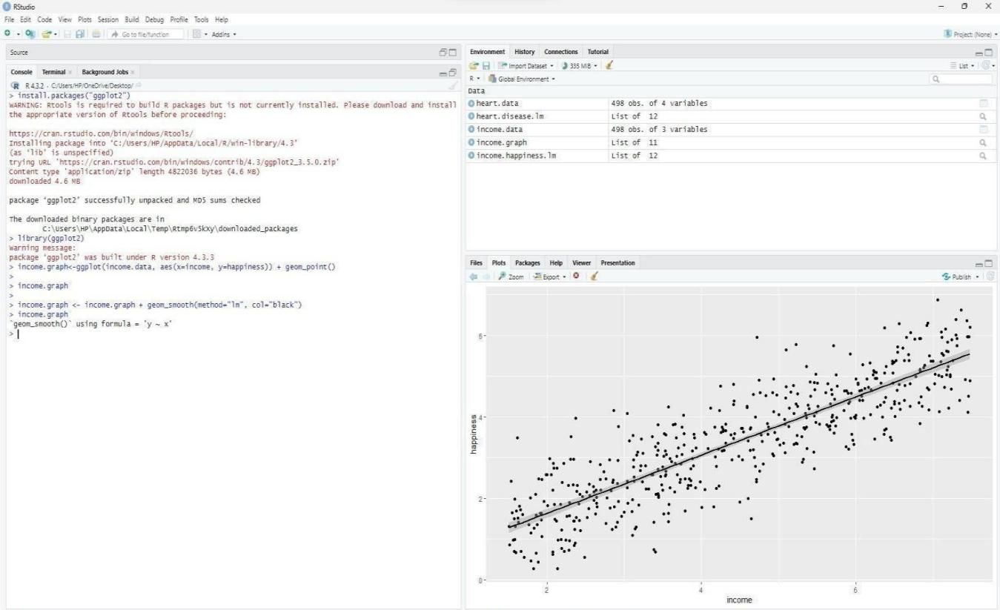 RStudio
File Edit Code View Plots Session Build Debug Profile Tools Help
Go to file/function Addins
Project: (None)
Source
Console Terminal Background Jobs
R 4.3.2 · C:/Users/HP/OneDrive/Desktop/
> install.packages("ggplot2")
WARNING: Rtools is required to build R packages but is not currently installed. Please download and install
the appropriate version of Rtools before proceeding:
https://cran.rstudio.com/bin/windows/Rtools/
Installing package into ‘C:/Users/HP/AppData/Local/R/win-library/4.3’
(as ‘lib’ is unspecified)
trying URL 'https://cran.rstudio.com/bin/windows/contrib/4.3/ggplot2_3.5.0.zip'
Content type 'application/zip' length 4822036 bytes (4.6 MB)
downloaded 4.6 MB
package ‘ggplot2’ successfully unpacked and MD5 sums checked
The downloaded binary packages are in
C:\Users\HP\AppData\Local\Temp\Rtmp6v5kXy\downloaded_packages
> library(ggplot2)
Warning message:
package ‘ggplot2’ was built under R version 4.3.3
> income.graph<-ggplot(income.data, aes(x=income, y=happiness)) + geom_point()
>
> income.graph
>
> income.graph <- income.graph + geom_smooth(method="lm", col="black")
> income.graph
`geom_smooth()` using formula = 'y ~ x'
>
Environment History Connections Tutorial
Import Dataset 335 MiB List
R Global Environment
Data
heart.data 498 obs. of 4 variables
heart.disease.lm List of 12
income.data 498 obs. of 3 variables
income.graph List of 11
income.happiness.lm List of 12
Files Plots Packages Help Viewer Presentation
Zoom Export Publish
happiness
6
4
2
0
2 4 6
income